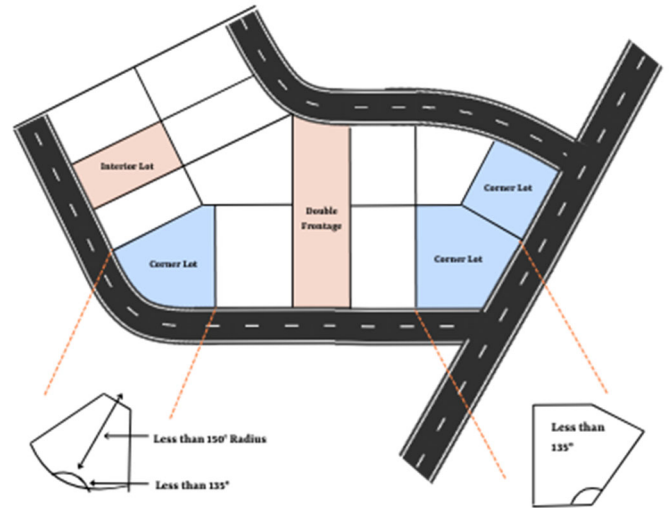 Interior Lot
Corner Lot
Double
Frontage
Corner Lot
Corner Lot
Less than 150' Radius
Less than 135°
Less than
135°